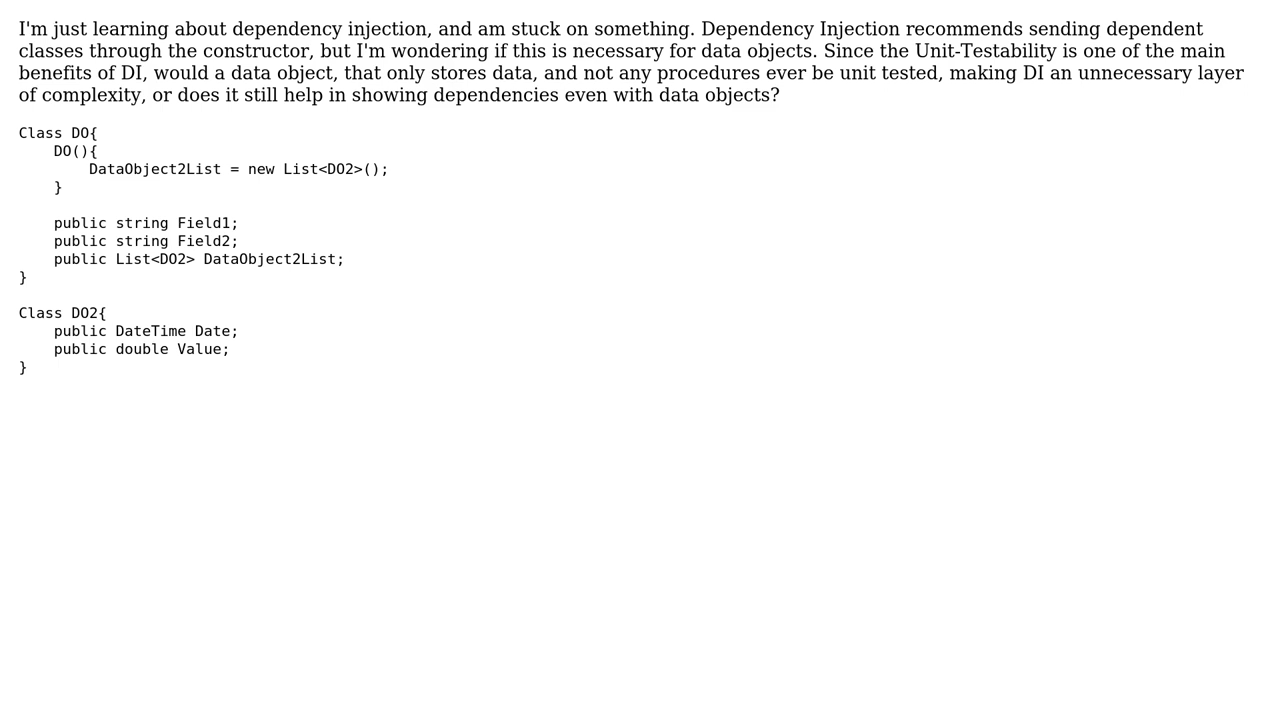 I'm just learning about dependency injection, and am stuck on something. Dependency Injection recommends sending dependent
classes through the constructor, but I'm wondering if this is necessary for data objects. Since the Unit-Testability is one of the main
benefits of DI, would a data object, that only stores data, and not any procedures ever be unit tested, making DI an unnecessary layer
of complexity, or does it still help in showing dependencies even with data objects?
Class DO{
    DO(){
        DataObject2List = new List<DO2>();
    }
    public string Field1;
    public string Field2;
    public List<DO2> DataObject2List;
}
Class DO2{
    public DateTime Date;
    public double Value;
}